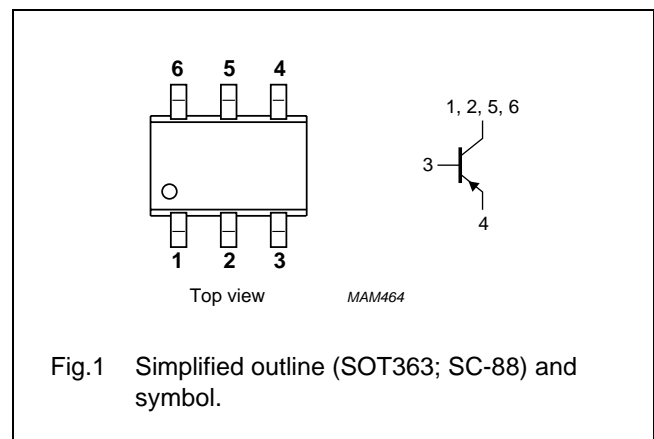 6 5 4
1, 2, 5, 6
3
4
1 2 3
Top view
MAM464
Fig.1 Simplified outline (SOT363; SC-88) and
symbol.